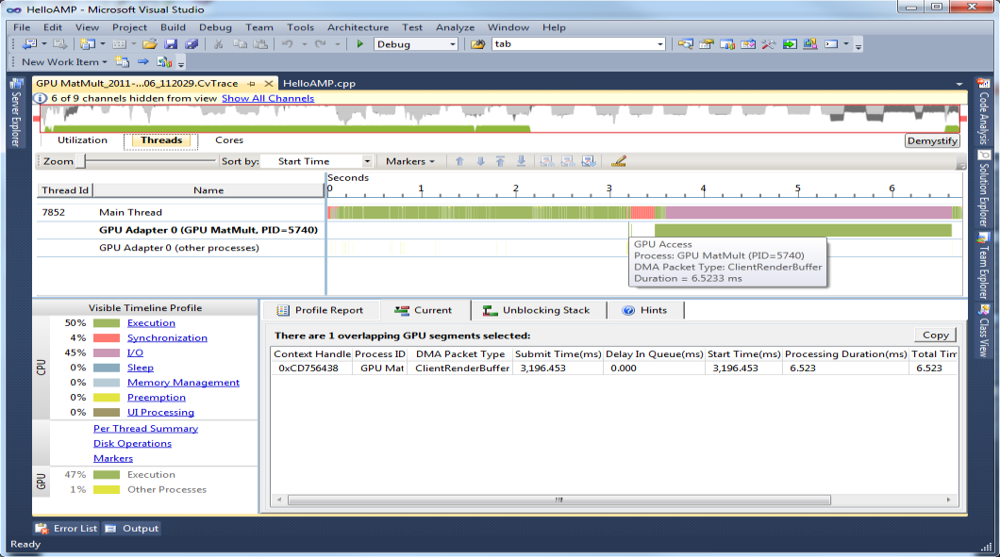 HelloAMP - Microsoft Visual Studio
File Edit View Project Build Debug Team Tools Architecture Test Analyze Window Help
Debug tab
New Work Item
GPU MatMult_2011-...06_112029.CvTrace HelloAMP.cpp
6 of 9 channels hidden from view Show All Channels
Utilization Threads Cores Demystify
Zoom Sort by: Start Time Markers
Seconds
Thread Id Name 0 1 2 3 4 5 6
7852 Main Thread
GPU Adapter 0 (GPU MatMult, PID=5740)
GPU Adapter 0 (other processes)
GPU Access
Process: GPU MatMult (PID=5740)
DMA Packet Type: ClientRenderBuffer
Duration = 6.5233 ms
Visible Timeline Profile
CPU
50% Execution
4% Synchronization
45% I/O
0% Sleep
0% Memory Management
0% Preemption
0% UI Processing
Per Thread Summary
Disk Operations
Markers
GPU
47% Execution
1% Other Processes
Profile Report Current Unblocking Stack Hints
There are 1 overlapping GPU segments selected: Copy
Context Handle Process ID DMA Packet Type Submit Time(ms) Delay In Queue(ms) Start Time(ms) Processing Duration(ms) Total Tim
0xCD756438 GPU Mat ClientRenderBuffer 3,196.453 0.000 3,196.453 6.523 6.523
Server Explorer
Code Analysis
Solution Explorer
Team Explorer
Class View
Error List Output
Ready